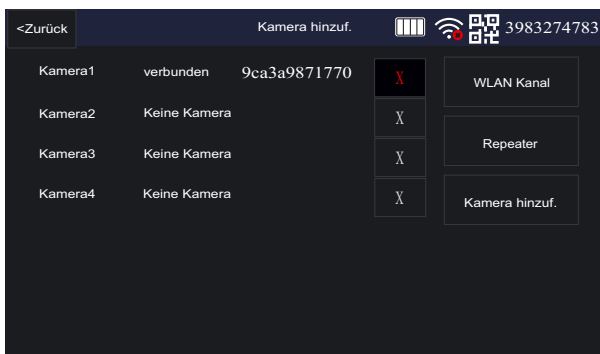 <Zurück Kamera hinzuf. 3983274783
Kamera1 verbunden 9ca3a9871770 X WLAN Kanal
Kamera2 Keine Kamera X
Kamera3 Keine Kamera X Repeater
Kamera4 Keine Kamera X Kamera hinzuf.